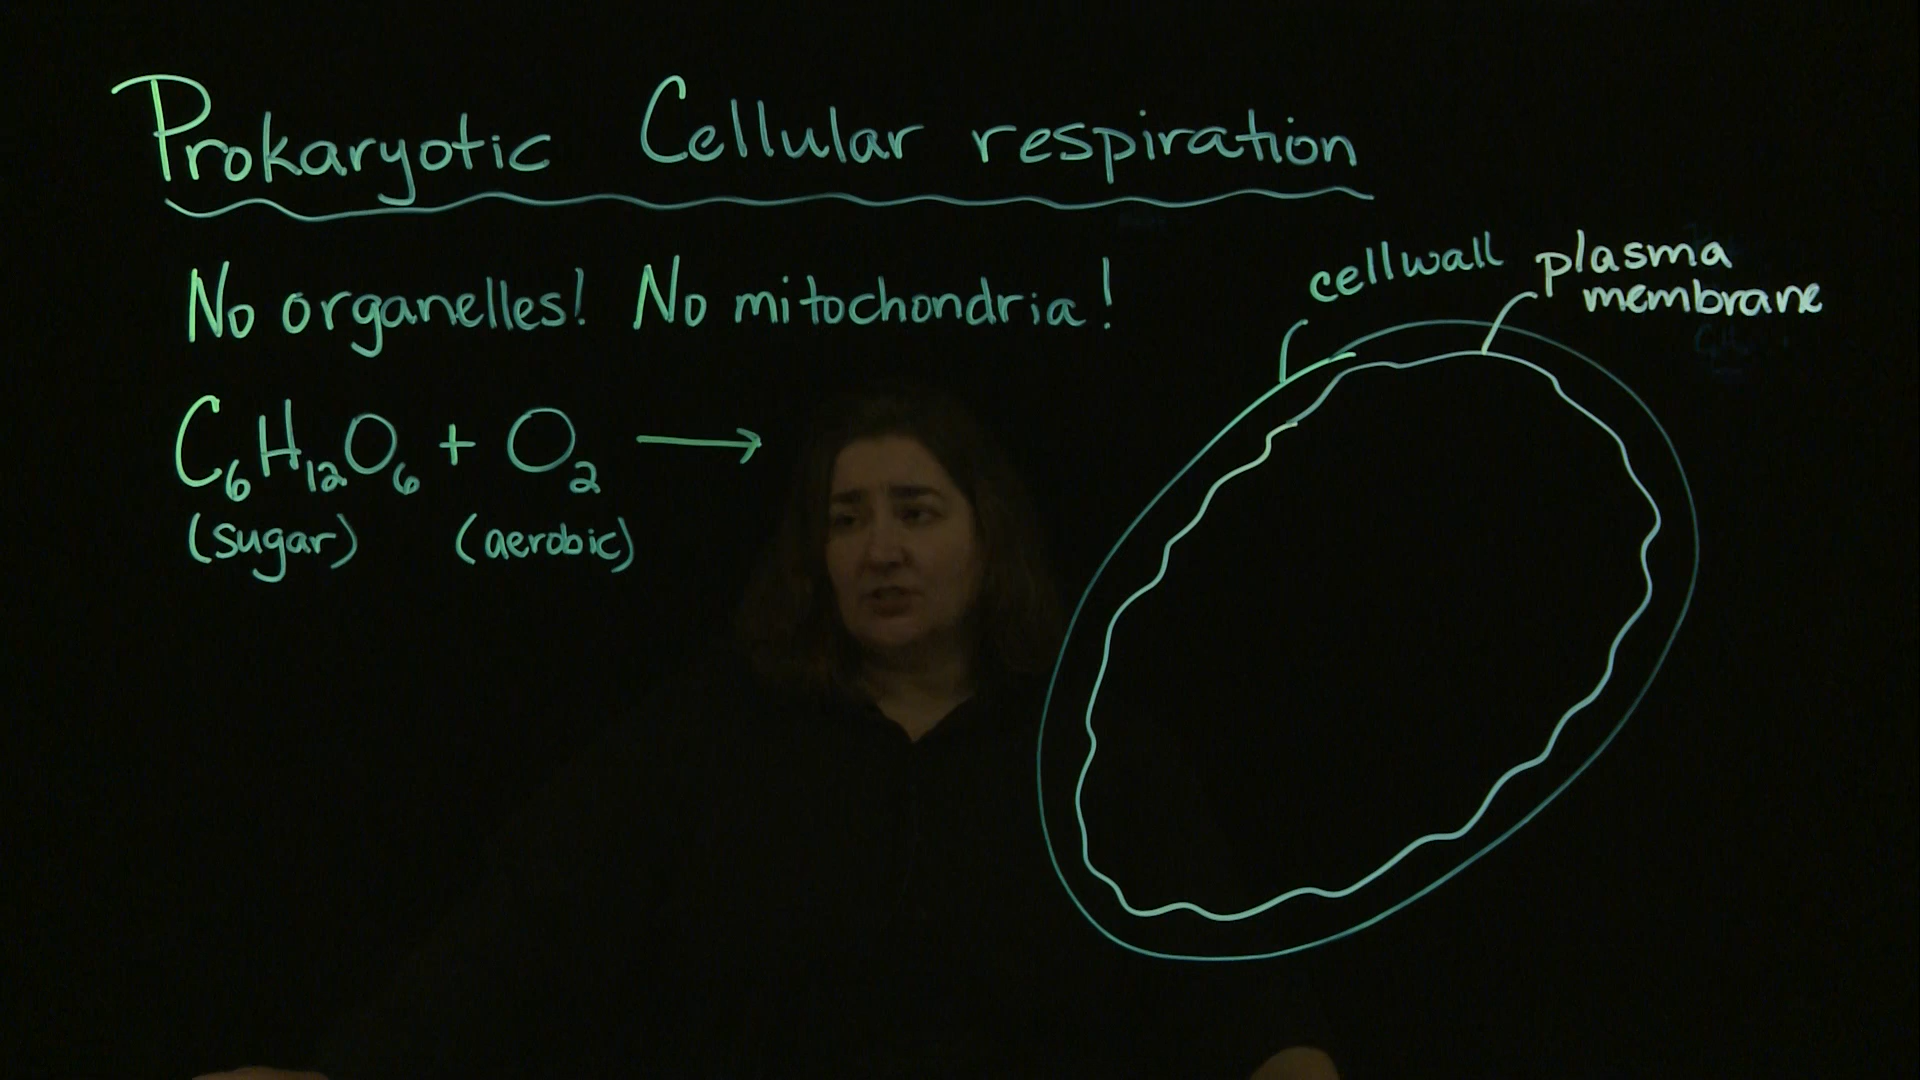 Prokaryotic Cellular respiration
No organelles! No mitochondria!
cellwall
plasma
membrane
C₆H₁₂O₆ + O₂ →
(sugar) (aerobic)